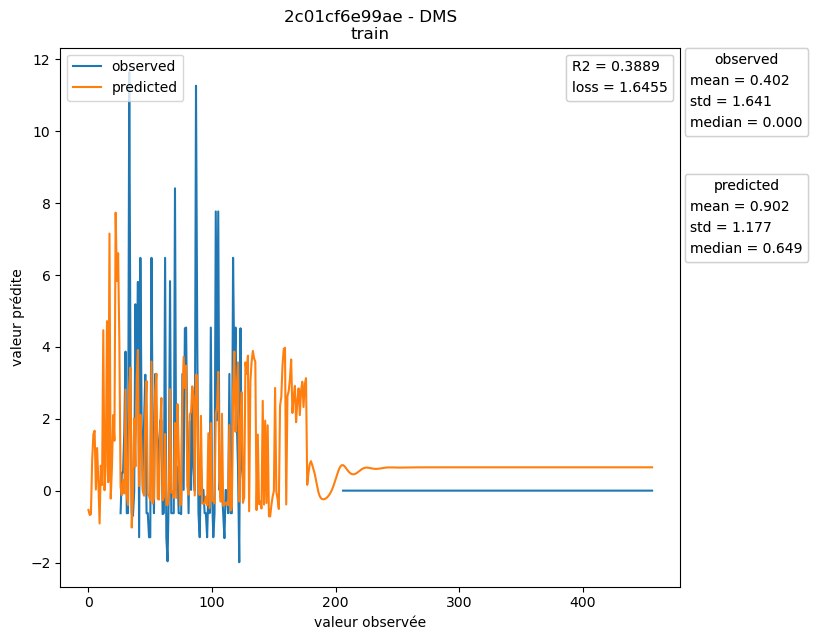 2c01cf6e99ae - DMS
train
observed
predicted
R2 = 0.3889
loss = 1.6455
observed
mean = 0.402
std = 1.641
median = 0.000
predicted
mean = 0.902
std = 1.177
median = 0.649
12
10
8
6
4
2
0
−2
valeur prédite
0
100
200
300
400
valeur observée